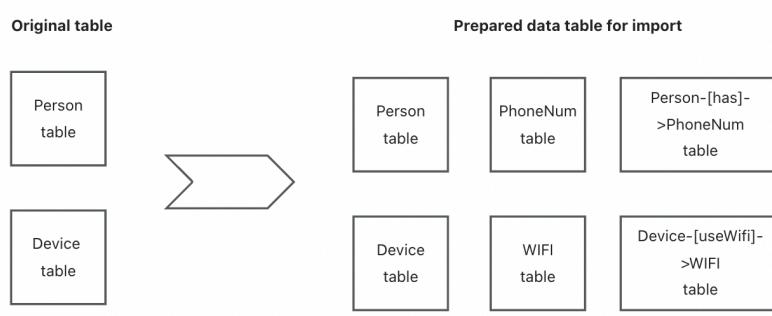 Original table
Prepared data table for import
Person
table
Person
table
PhoneNum
table
Person-[has]-
>PhoneNum
table
Device
table
Device
table
WIFI
table
Device-[useWifi]-
>WIFI
table